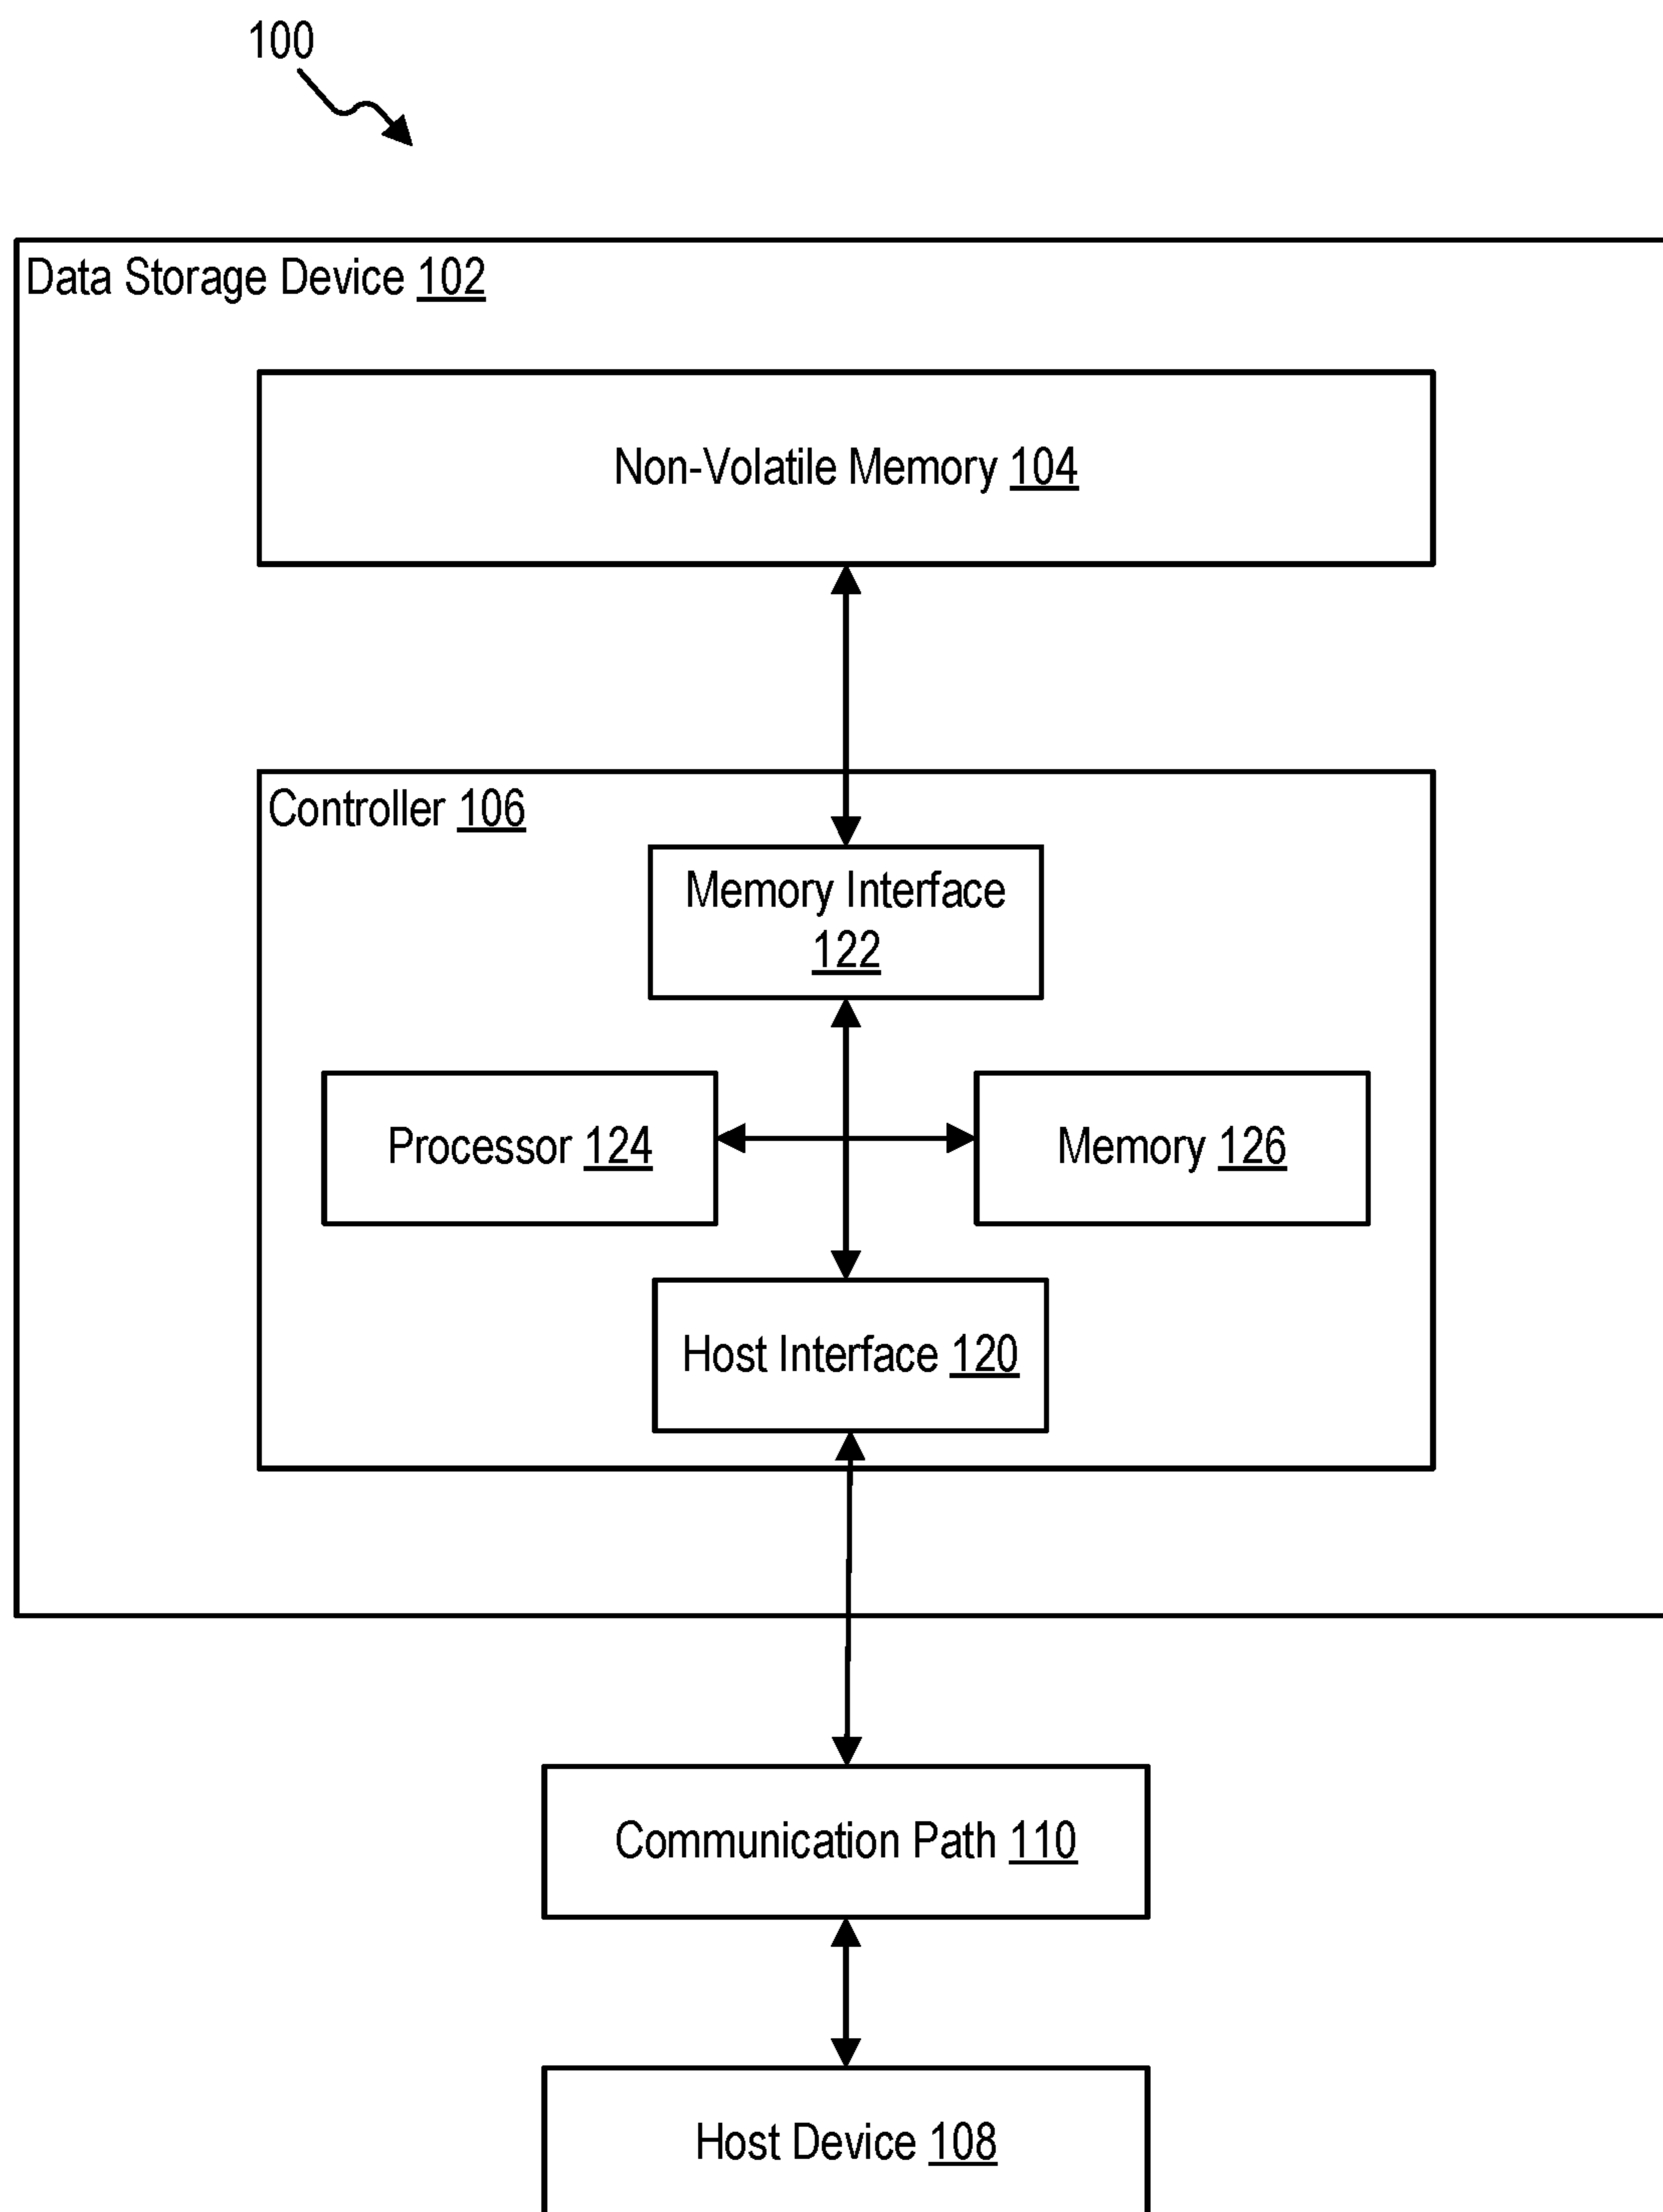 100
Data Storage Device 102
Non-Volatile Memory 104
Controller 106
Memory Interface
122
Processor 124
Memory 126
Host Interface 120
Communication Path 110
Host Device 108